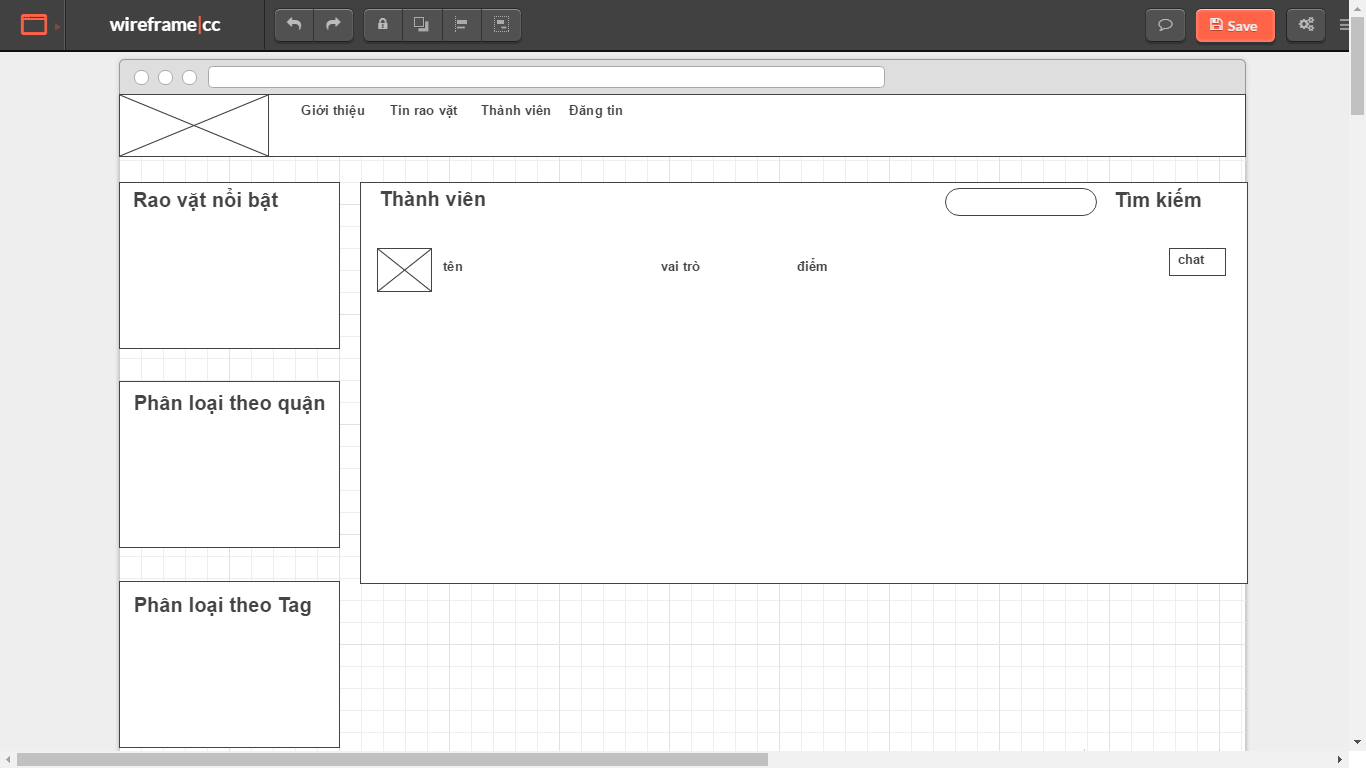 wireframe|cc
Save
Giới thiệu Tin rao vặt Thành viên Đăng tin
Rao vặt nổi bật
Thành viên
Tìm kiếm
tên
vai trò
điểm
chat
Phân loại theo quận
Phân loại theo Tag